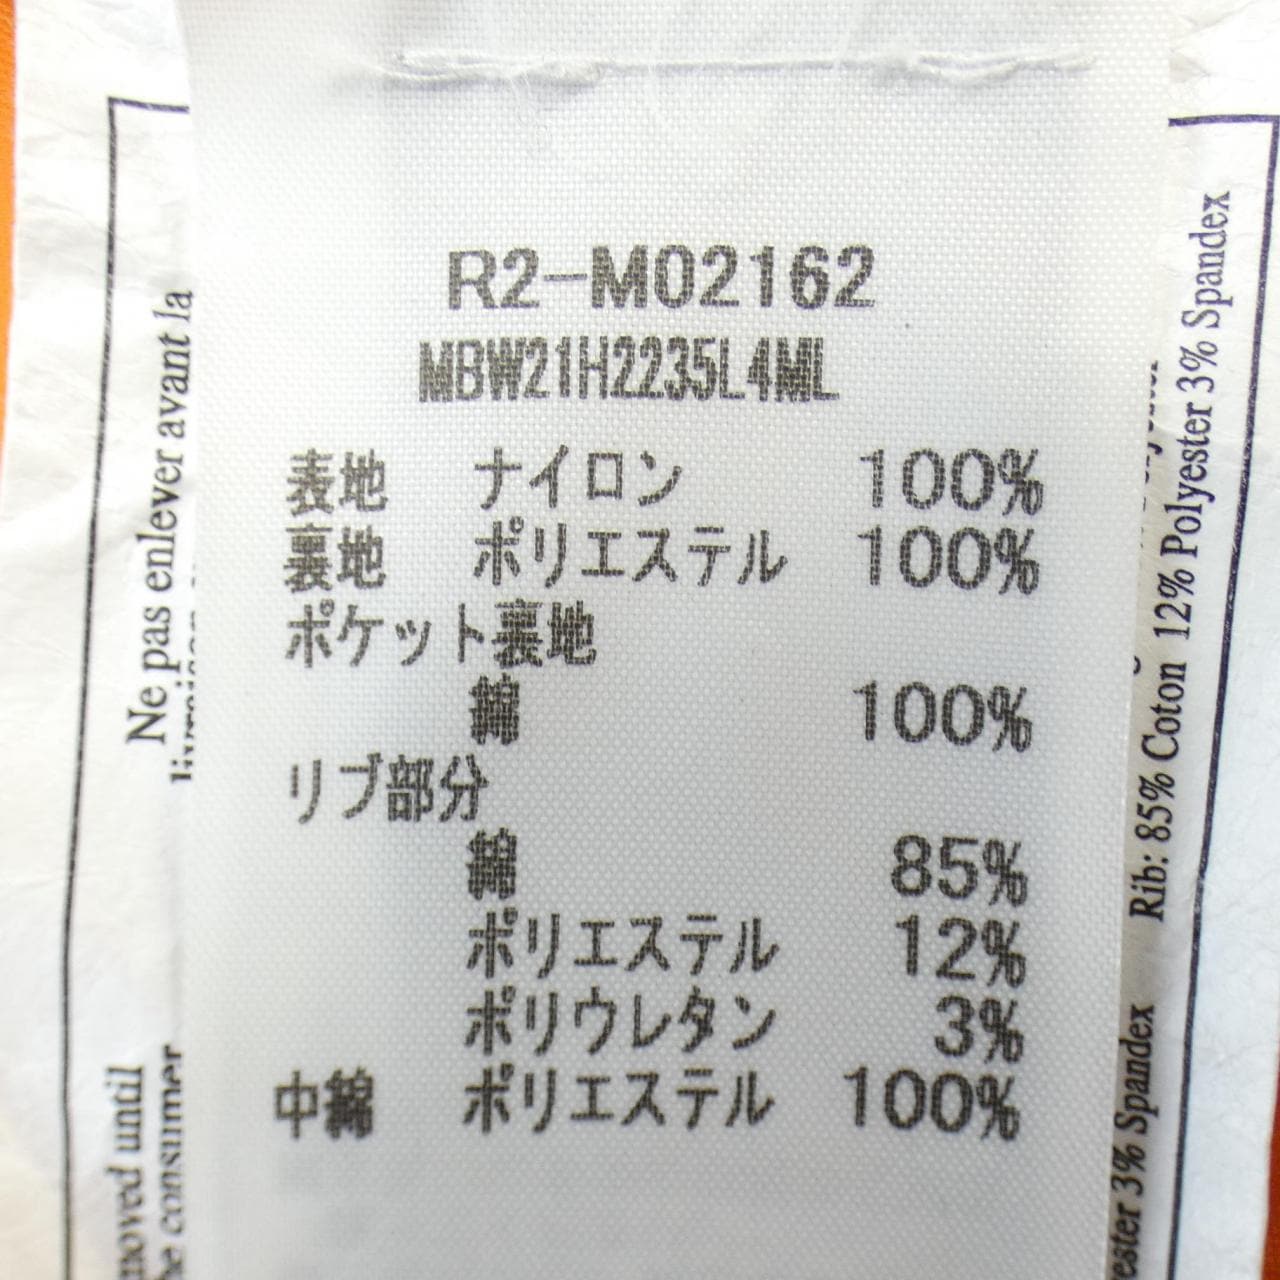 R2-M02162
MBW21H2235L4ML
表地 ナイロン 100%
裏地 ポリエステル 100%
ポケット裏地
綿 100%
リブ部分
綿 85%
ポリエステル 12%
ポリウレタン 3%
中綿 ポリエステル 100%
Ne pas enlever avant la
until
consumer
Rib: 85% Coton 12% Polyester 3% Spandex
3% Spandex